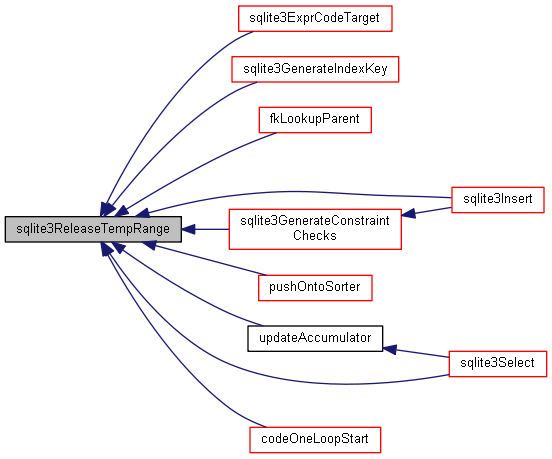 sqlite3ExprCodeTarget
sqlite3GenerateIndexKey
fkLookupParent
sqlite3Insert
sqlite3ReleaseTempRange
sqlite3GenerateConstraint
Checks
pushOntoSorter
updateAccumulator
sqlite3Select
codeOneLoopStart